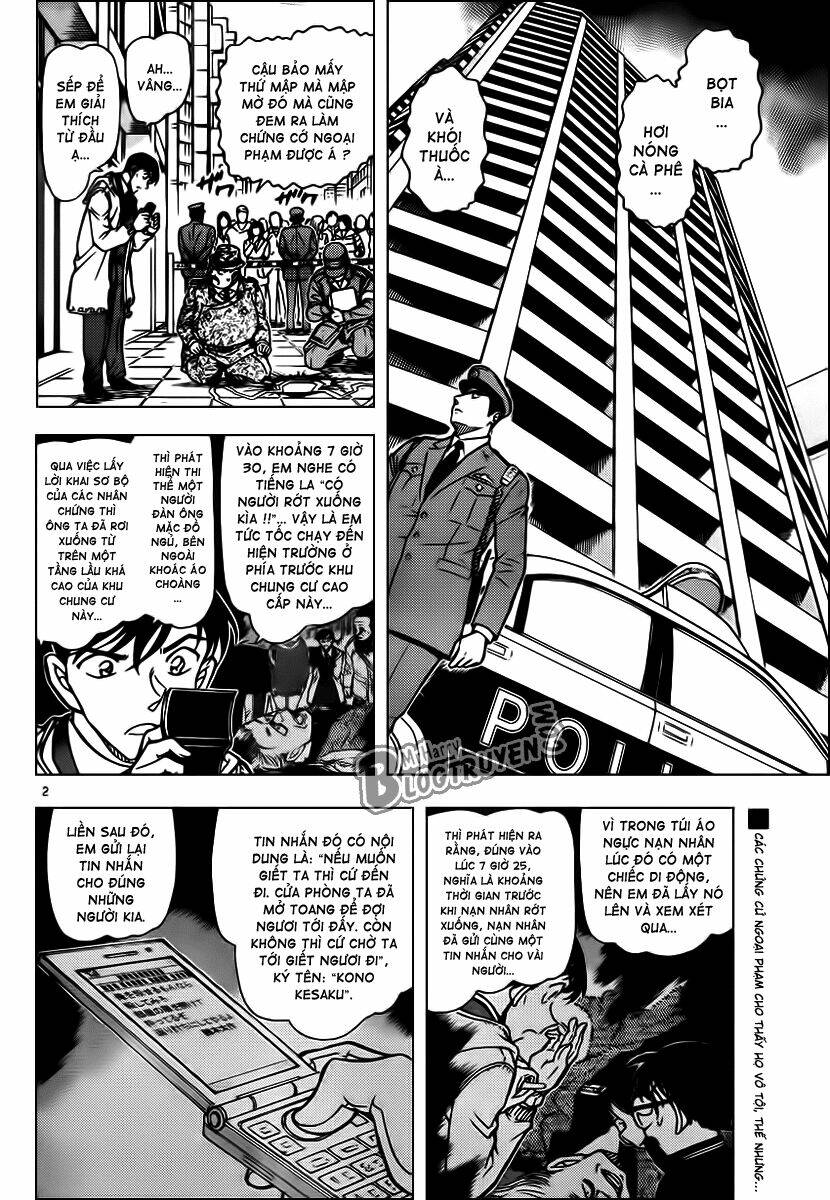 BỌT
BIA
...
HƠI
NÓNG
CÀ PHÊ
...
VÀ
KHÓI
THUỐC
À...
CẬU BẢO MẤY
THỨ MẬP MÀ MẬP
MỜ ĐÓ MÀ CŨNG
ĐEM RA LÀM
CHỨNG CỚ NGOẠI
PHẠM ĐƯỢC Á ?
AH...
VÂNG...
SẾP ĐỂ
EM GIẢI
THÍCH
TỪ ĐẦU
Ạ...
POLI
VÀO KHOẢNG 7 GIỜ
30, EM NGHE CÓ
TIẾNG LA "CÓ
NGƯỜI RỚT XUỐNG
KÌA !!"... VẬY LÀ EM
TỨC TỐC CHẠY ĐẾN
HIỆN TRƯỜNG Ở
PHÍA TRƯỚC KHU
CHUNG CƯ CAO
CẤP NÀY...
THÌ PHÁT
HIỆN THI
THỂ MỘT
NGƯỜI
ĐÀN ÔNG
MẶC ĐỒ
NGỦ, BÊN
NGOÀI
KHOÁC ÁO
CHOÀNG
...
QUA VIỆC LẤY
LỜI KHAI SƠ BỘ
CỦA CÁC NHÂN
CHỨNG THÌ
ÔNG TA ĐÃ RƠI
XUỐNG TỪ
TRÊN MỘT
TẦNG LẦU KHÁ
CAO CỦA KHU
CHUNG CƯ
NÀY...
Mr Harry
BLOGTRUYEN
2
VÌ TRONG TÚI ÁO
NGỰC NẠN NHÂN
LÚC ĐÓ CÓ MỘT
CHIẾC DI ĐỘNG,
NÊN EM ĐÃ LẤY NÓ
LÊN VÀ XEM XÉT
QUA...
THÌ PHÁT HIỆN RA
RẰNG, ĐÚNG VÀO
LÚC 7 GIỜ 25,
NGHĨA LÀ KHOẢNG
THỜI GIAN TRƯỚC
KHI NẠN NHÂN RỚT
XUỐNG, NẠN NHÂN
ĐÃ GỬI CÙNG MỘT
TIN NHẮN CHO VÀI
NGƯỜI...
TIN NHẮN ĐÓ CÓ NỘI
DUNG LÀ: "NẾU MUỐN
GIẾT TA THÌ CỨ ĐẾN
ĐI. CỬA PHÒNG TA ĐÃ
MỞ TOANG ĐỂ ĐỢI
NGƯƠI TỚI ĐẤY. CÒN
KHÔNG THÌ CỨ CHỜ TA
TỚI GIẾT NGƯƠI ĐI",
KÝ TÊN: "KONO
KESAKU".
LIỀN SAU ĐÓ,
EM GỬI LẠI
TIN NHẮN
CHO ĐÚNG
NHỮNG
NGƯỜI KIA.
CÁC CHỨNG CỨ NGOẠI PHẠM CHO THẤY HỌ VÔ TỘI, THẾ NHƯNG...